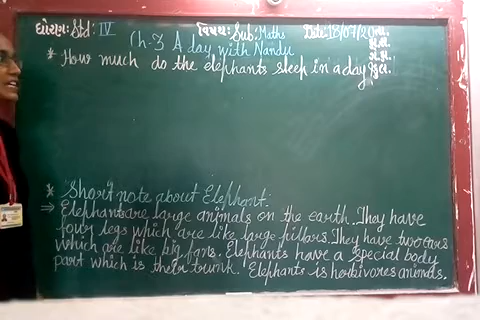 ધોરણઃ Std: IV વિષયઃ Sub: Maths Date: 18/07/2
Ch-3 A day with Nandu
* How much do the elephants sleep in a day
* Short note about Elephant:
⇒ Elephants are large animals on the earth. They have
four legs which are like large pillars. They have two ears
which are like big fans. Elephants have a special body
part which is their trunk. Elephants is herbivores animals.